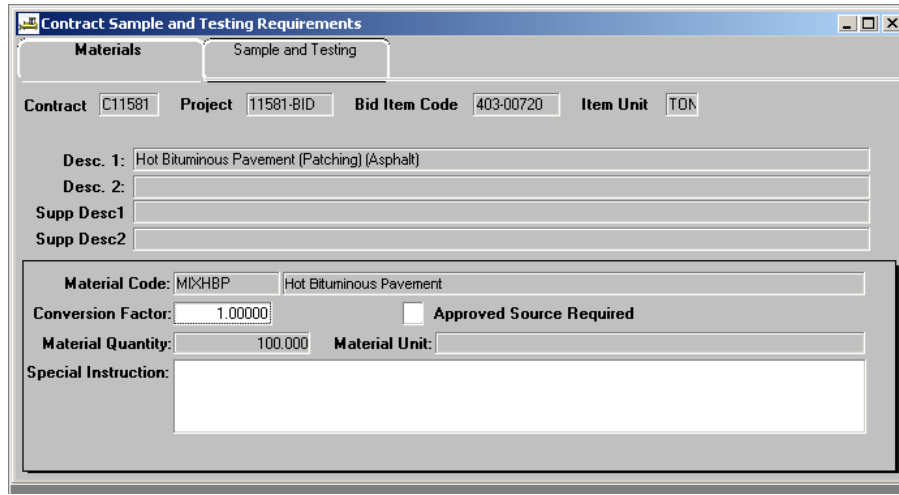 Contract Sample and Testing Requirements
Materials Sample and Testing
Contract C11581 Project 11581-BID Bid Item Code 403-00720 Item Unit TON
Desc. 1: Hot Bituminous Pavement (Patching) (Asphalt)
Desc. 2:
Supp Desc1
Supp Desc2
Material Code: MIXHBP Hot Bituminous Pavement
Conversion Factor: 1.00000 Approved Source Required
Material Quantity: 100.000 Material Unit:
Special Instruction: